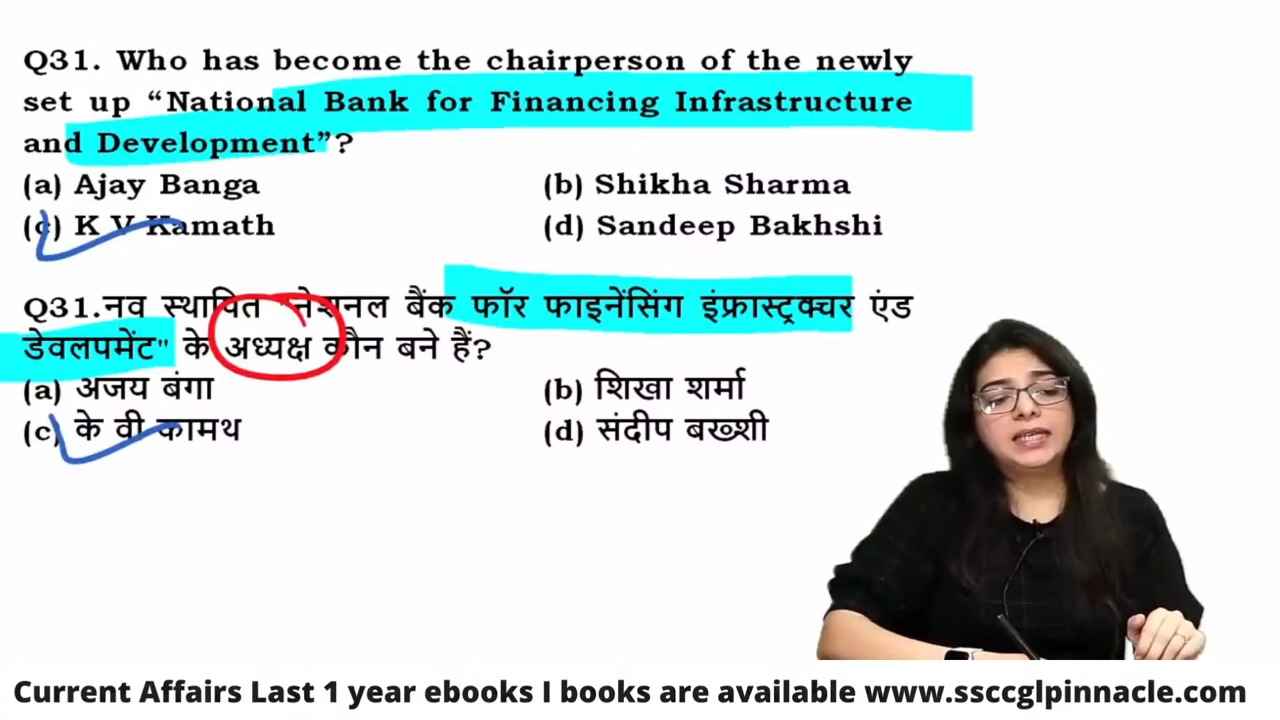 Q31. Who has become the chairperson of the newly
set up “National Bank for Financing Infrastructure
and Development”?
(a) Ajay Banga (b) Shikha Sharma
(c) K V Kamath (d) Sandeep Bakhshi
Q31.नव स्थापित "नेशनल बैंक फॉर फाइनेंसिंग इंफ्रास्ट्रक्चर एंड
डेवलपमेंट" के अध्यक्ष कौन बने हैं?
(a) अजय बंगा (b) शिखा शर्मा
(c) के वी कामथ (d) संदीप बख्शी
Current Affairs Last 1 year ebooks I books are available www.ssccglpinnacle.com